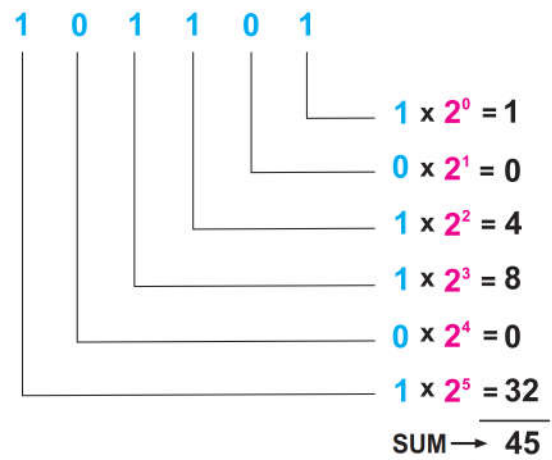 1 0 1 1 0 1
1 x 2⁰ = 1
0 x 2¹ = 0
1 x 2² = 4
1 x 2³ = 8
0 x 2⁴ = 0
1 x 2⁵ = 32
SUM → 45